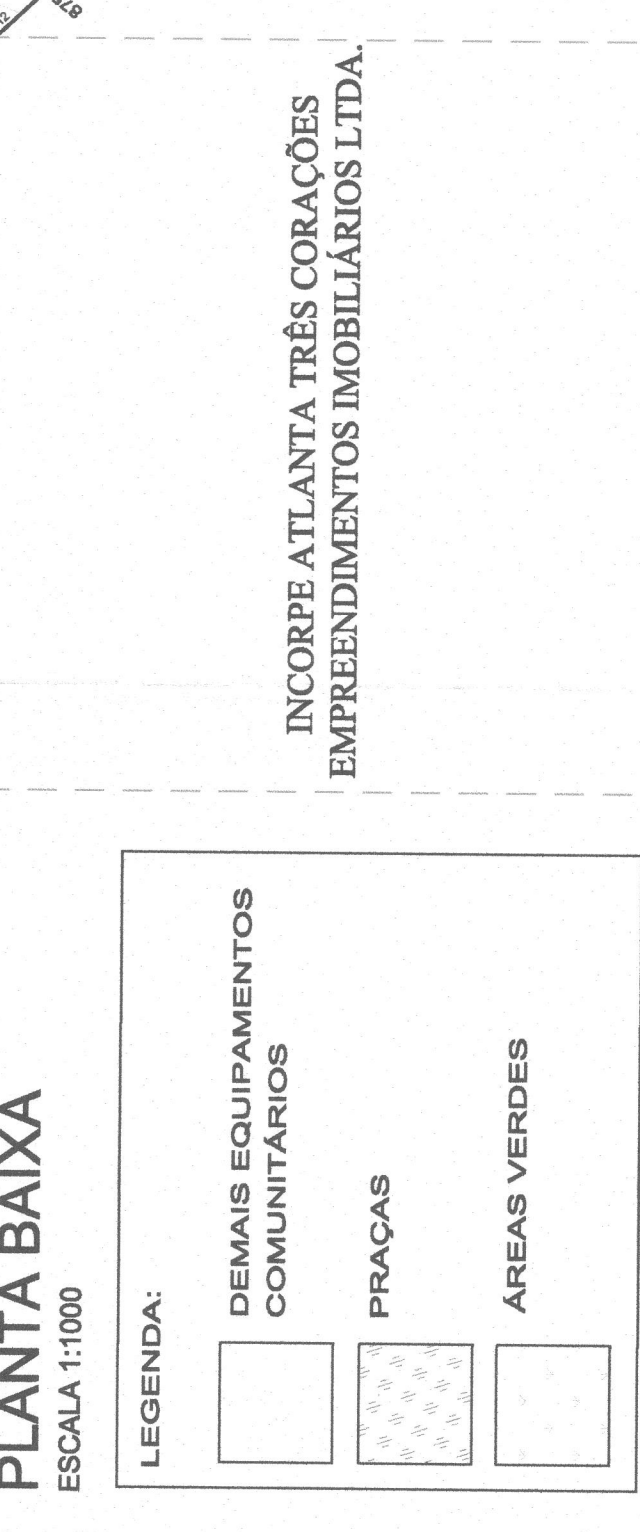 PLANTA BAIXA
ESCALA 1:1000
LEGENDA:
DEMAIS EQUIPAMENTOS
COMUNITÁRIOS
PRAÇAS
ÁREAS VERDES
INCORPE ATLANTA TRÊS CORAÇÕES
EMPREENDIMENTOS IMOBILIÁRIOS LTDA.